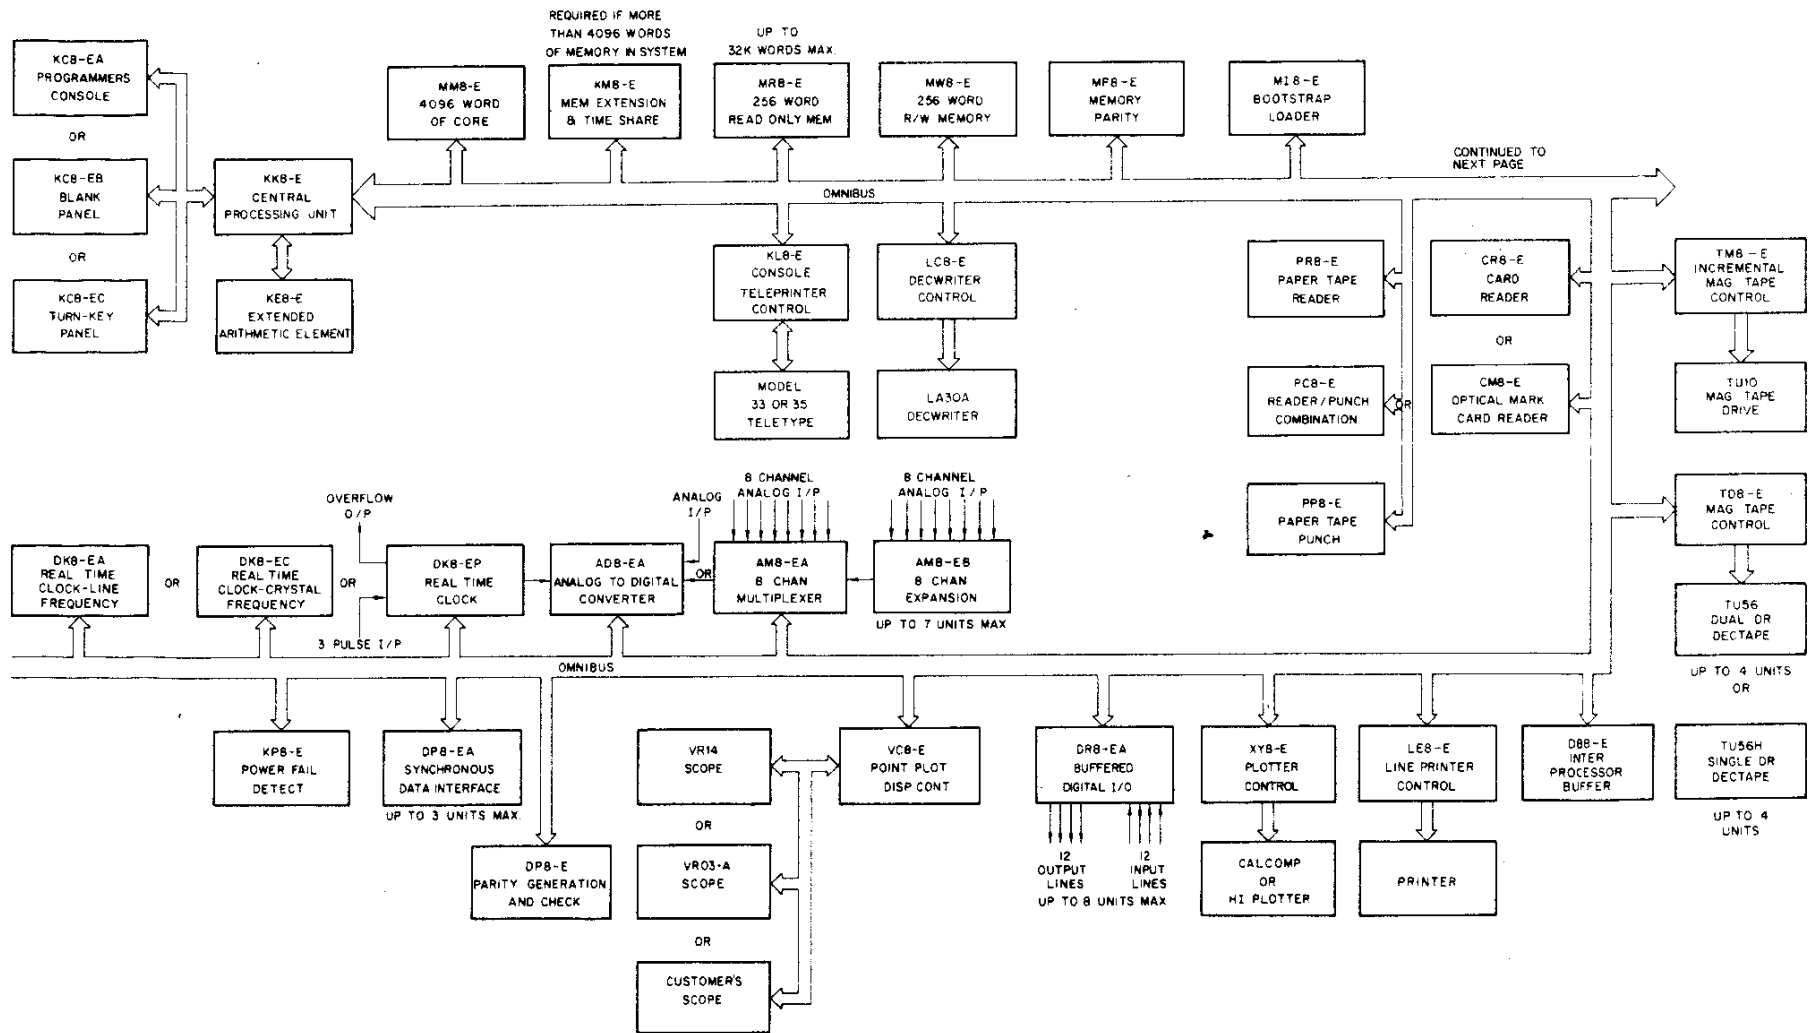 REQUIRED IF MORE
THAN 4096 WORDS
OF MEMORY IN SYSTEM
UP TO
32K WORDS MAX.
KC8-EA
PROGRAMMERS
CONSOLE
OR
KC8-EB
BLANK
PANEL
OR
KC8-EC
TURN-KEY
PANEL
KK8-E
CENTRAL
PROCESSING UNIT
KE8-E
EXTENDED
ARITHMETIC ELEMENT
MM8-E
4096 WORD
OF CORE
KM8-E
MEM EXTENSION
& TIME SHARE
MR8-E
256 WORD
READ ONLY MEM
MW8-E
256 WORD
R/W MEMORY
MP8-E
MEMORY
PARITY
MI8-E
BOOTSTRAP
LOADER
CONTINUED TO
NEXT PAGE
OMNIBUS
KL8-E
CONSOLE
TELEPRINTER
CONTROL
MODEL
33 OR 35
TELETYPE
LC8-E
DECWRITER
CONTROL
LA30A
DECWRITER
PR8-E
PAPER TAPE
READER
PC8-E
READER/PUNCH
COMBINATION
OR
PP8-E
PAPER TAPE
PUNCH
CR8-E
CARD
READER
OR
CM8-E
OPTICAL MARK
CARD READER
TM8-E
INCREMENTAL
MAG TAPE
CONTROL
TU10
MAG TAPE
DRIVE
TD8-E
MAG TAPE
CONTROL
TU56
DUAL OR
DECTAPE
UP TO 4 UNITS
OR
TU56H
SINGLE OR
DECTAPE
UP TO 4
UNITS
DK8-EA
REAL TIME
CLOCK-LINE
FREQUENCY
OR
DK8-EC
REAL TIME
CLOCK-CRYSTAL
FREQUENCY
OR
OVERFLOW
O/P
DK8-EP
REAL TIME
CLOCK
3 PULSE I/P
AD8-EA
ANALOG TO DIGITAL
CONVERTER
ANALOG
I/P
OR
8 CHANNEL
ANALOG I/P
AM8-EA
8 CHAN
MULTIPLEXER
8 CHANNEL
ANALOG I/P
AM8-EB
8 CHAN
EXPANSION
UP TO 7 UNITS MAX
OMNIBUS
KP8-E
POWER FAIL
DETECT
DP8-EA
SYNCHRONOUS
DATA INTERFACE
UP TO 3 UNITS MAX.
DP8-E
PARITY GENERATION
AND CHECK
VR14
SCOPE
OR
VR03-A
SCOPE
OR
CUSTOMER'S
SCOPE
VC8-E
POINT PLOT
DISP CONT
DR8-EA
BUFFERED
DIGITAL I/O
12
OUTPUT
LINES
12
INPUT
LINES
UP TO 8 UNITS MAX
XY8-E
PLOTTER
CONTROL
CALCOMP
OR
HI PLOTTER
LE8-E
LINE PRINTER
CONTROL
PRINTER
DB8-E
INTER
PROCESSOR
BUFFER